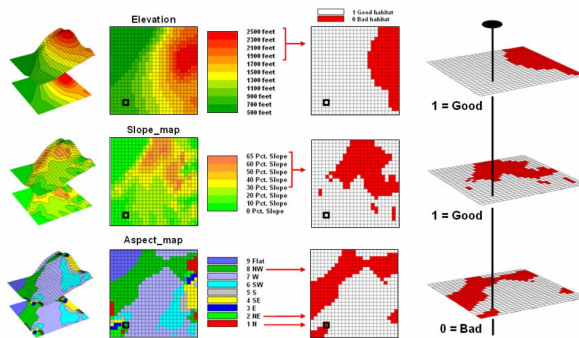 Elevation
2500 feet
2300 feet
2100 feet
1900 feet
1700 feet
1500 feet
1300 feet
1100 feet
900 feet
700 feet
500 feet
1 Good habitat
0 Bad habitat
1 = Good
Slope_map
65 Pct. Slope
60 Pct. Slope
50 Pct. Slope
40 Pct. Slope
30 Pct. Slope
20 Pct. Slope
10 Pct. Slope
0 Pct. Slope
1 = Good
Aspect_map
9 Flat
8 NW
7 W
6 SW
5 S
4 SE
3 E
2 NE
1 N
0 = Bad